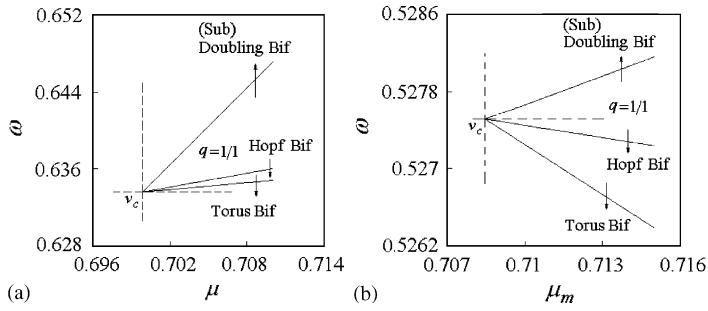 0.652
0.644
0.636
0.628
ω
(Sub)
Doubling Bif
q=1/1
Hopf Bif
Torus Bif
v_c
0.696
0.702
0.708
0.714
(a)
μ
0.5286
0.5278
0.527
0.5262
ω
(Sub)
Doubling Bif
q=1/1
v_c
Hopf Bif
Torus Bif
0.707
0.71
0.713
0.716
(b)
μ_m